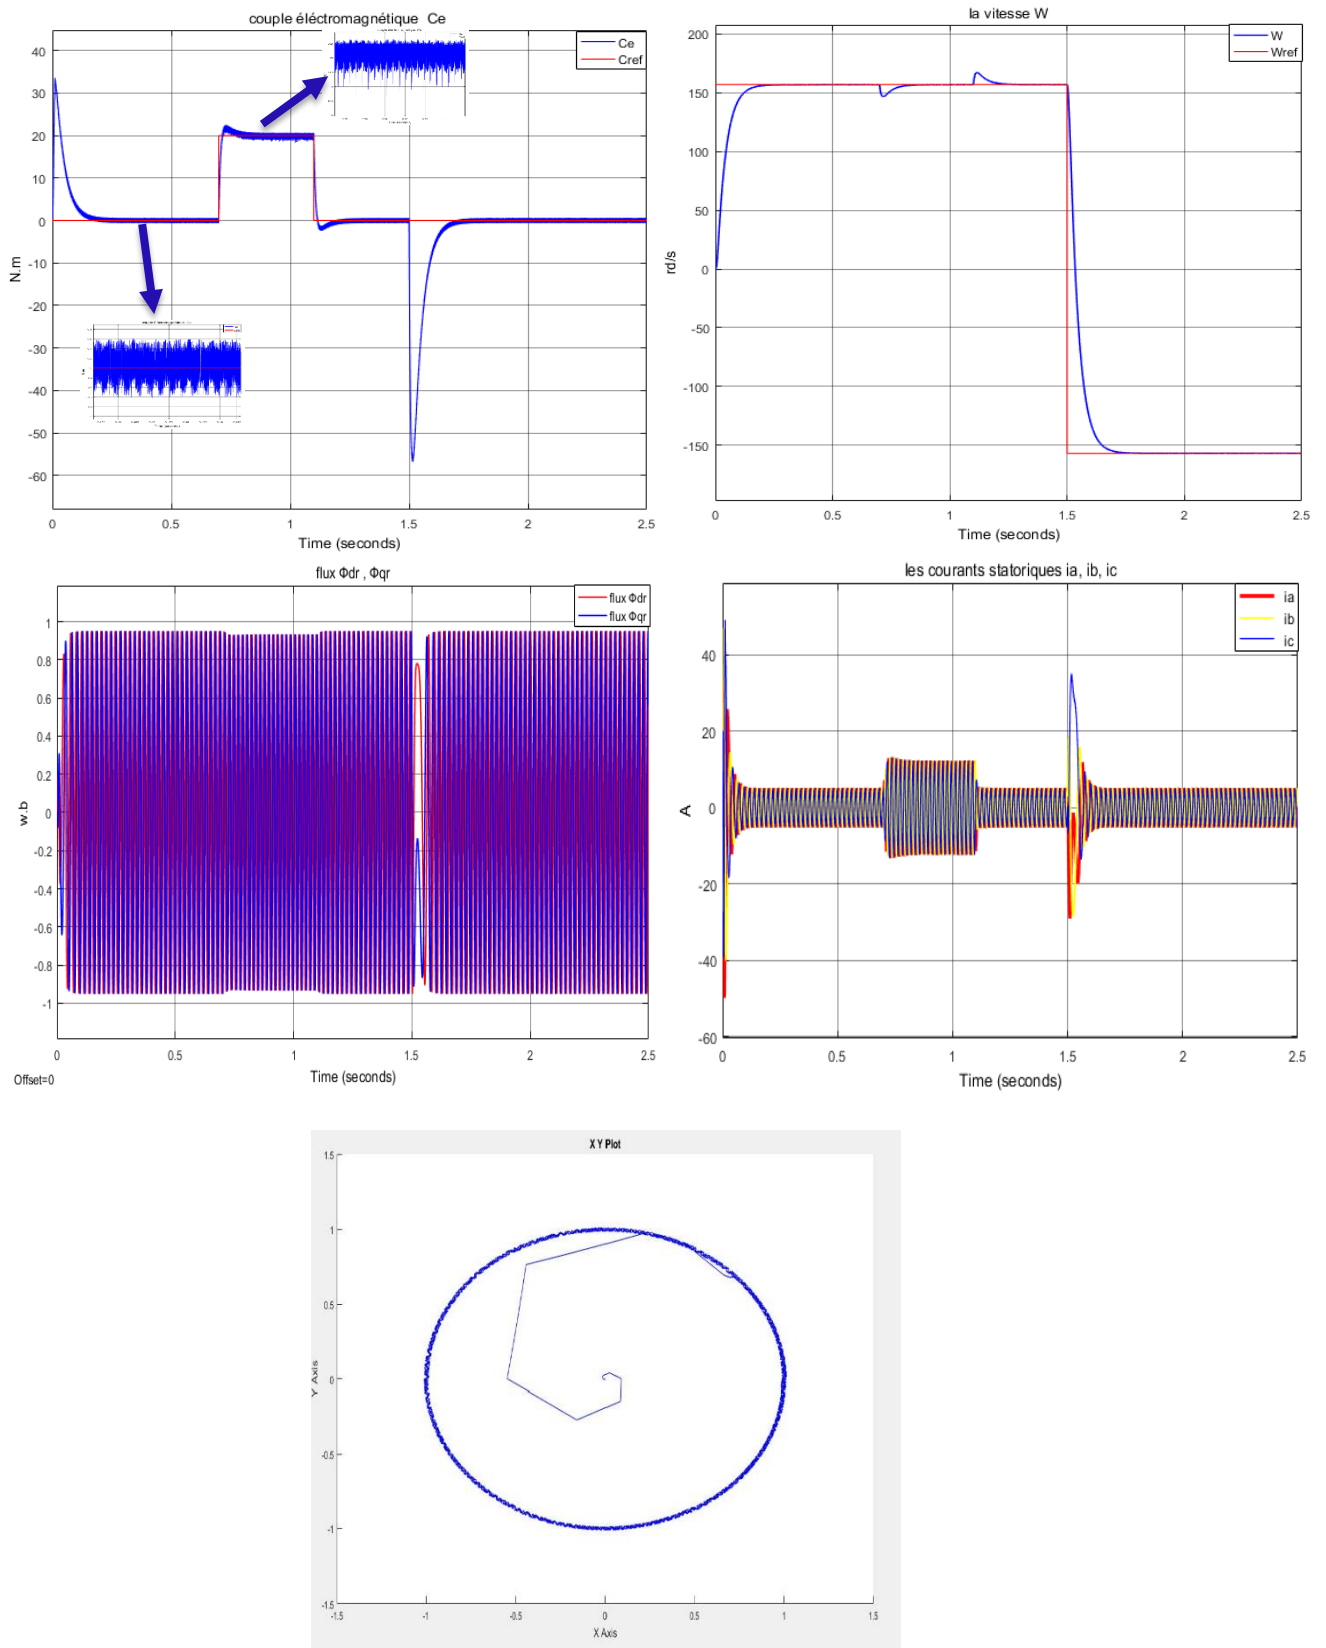 couple éléctromagnétique Ce
Ce
Cref
40
30
20
10
0
-10
-20
-30
-40
-50
-60
N.m
0
0.5
1
1.5
2
2.5
Time (seconds)
la vitesse W
W
Wref
200
150
100
50
0
-50
-100
-150
rd/s
0
0.5
1
1.5
2
2.5
Time (seconds)
flux Φdr , Φqr
flux Φdr
flux Φqr
1
0.8
0.6
0.4
0.2
0
-0.2
-0.4
-0.6
-0.8
-1
w.b
0
0.5
1
1.5
2
2.5
Offset=0
Time (seconds)
les courants statoriques ia, ib, ic
ia
ib
ic
40
20
0
-20
-40
-60
A
0
0.5
1
1.5
2
2.5
Time (seconds)
X Y Plot
1.5
1
0.5
0
-0.5
-1
-1.5
Y Axis
-1.5
-1
-0.5
0
0.5
1
1.5
X Axis